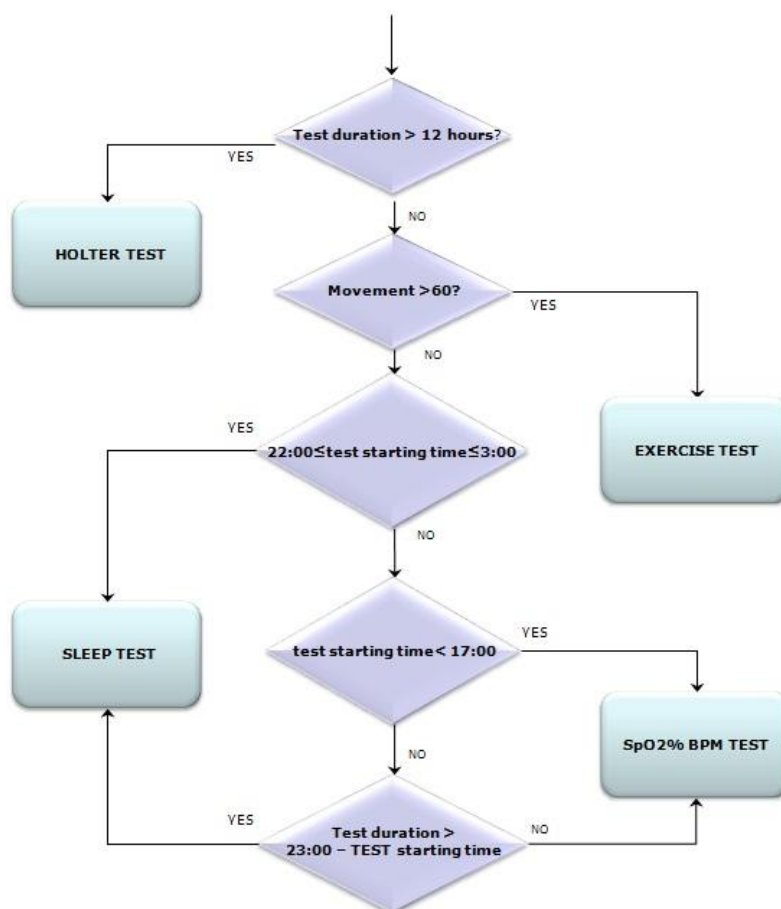 Test duration > 12 hours?
YES
NO
HOLTER TEST
Movement >60?
YES
NO
YES
22:00≤test starting time≤3:00
EXERCISE TEST
NO
SLEEP TEST
test starting time< 17:00
YES
SpO2% BPM TEST
NO
YES
Test duration >
23:00 – TEST starting time
NO